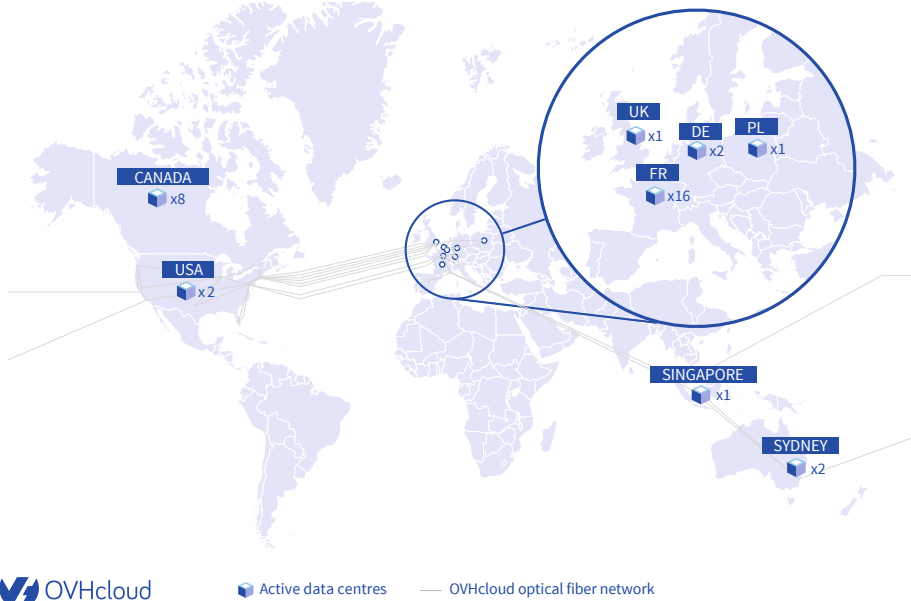 UK
x1
DE
x2
PL
x1
FR
x16
CANADA
x8
USA
x2
SINGAPORE
x1
SYDNEY
x2
OVHcloud
Active data centres
OVHcloud optical fiber network